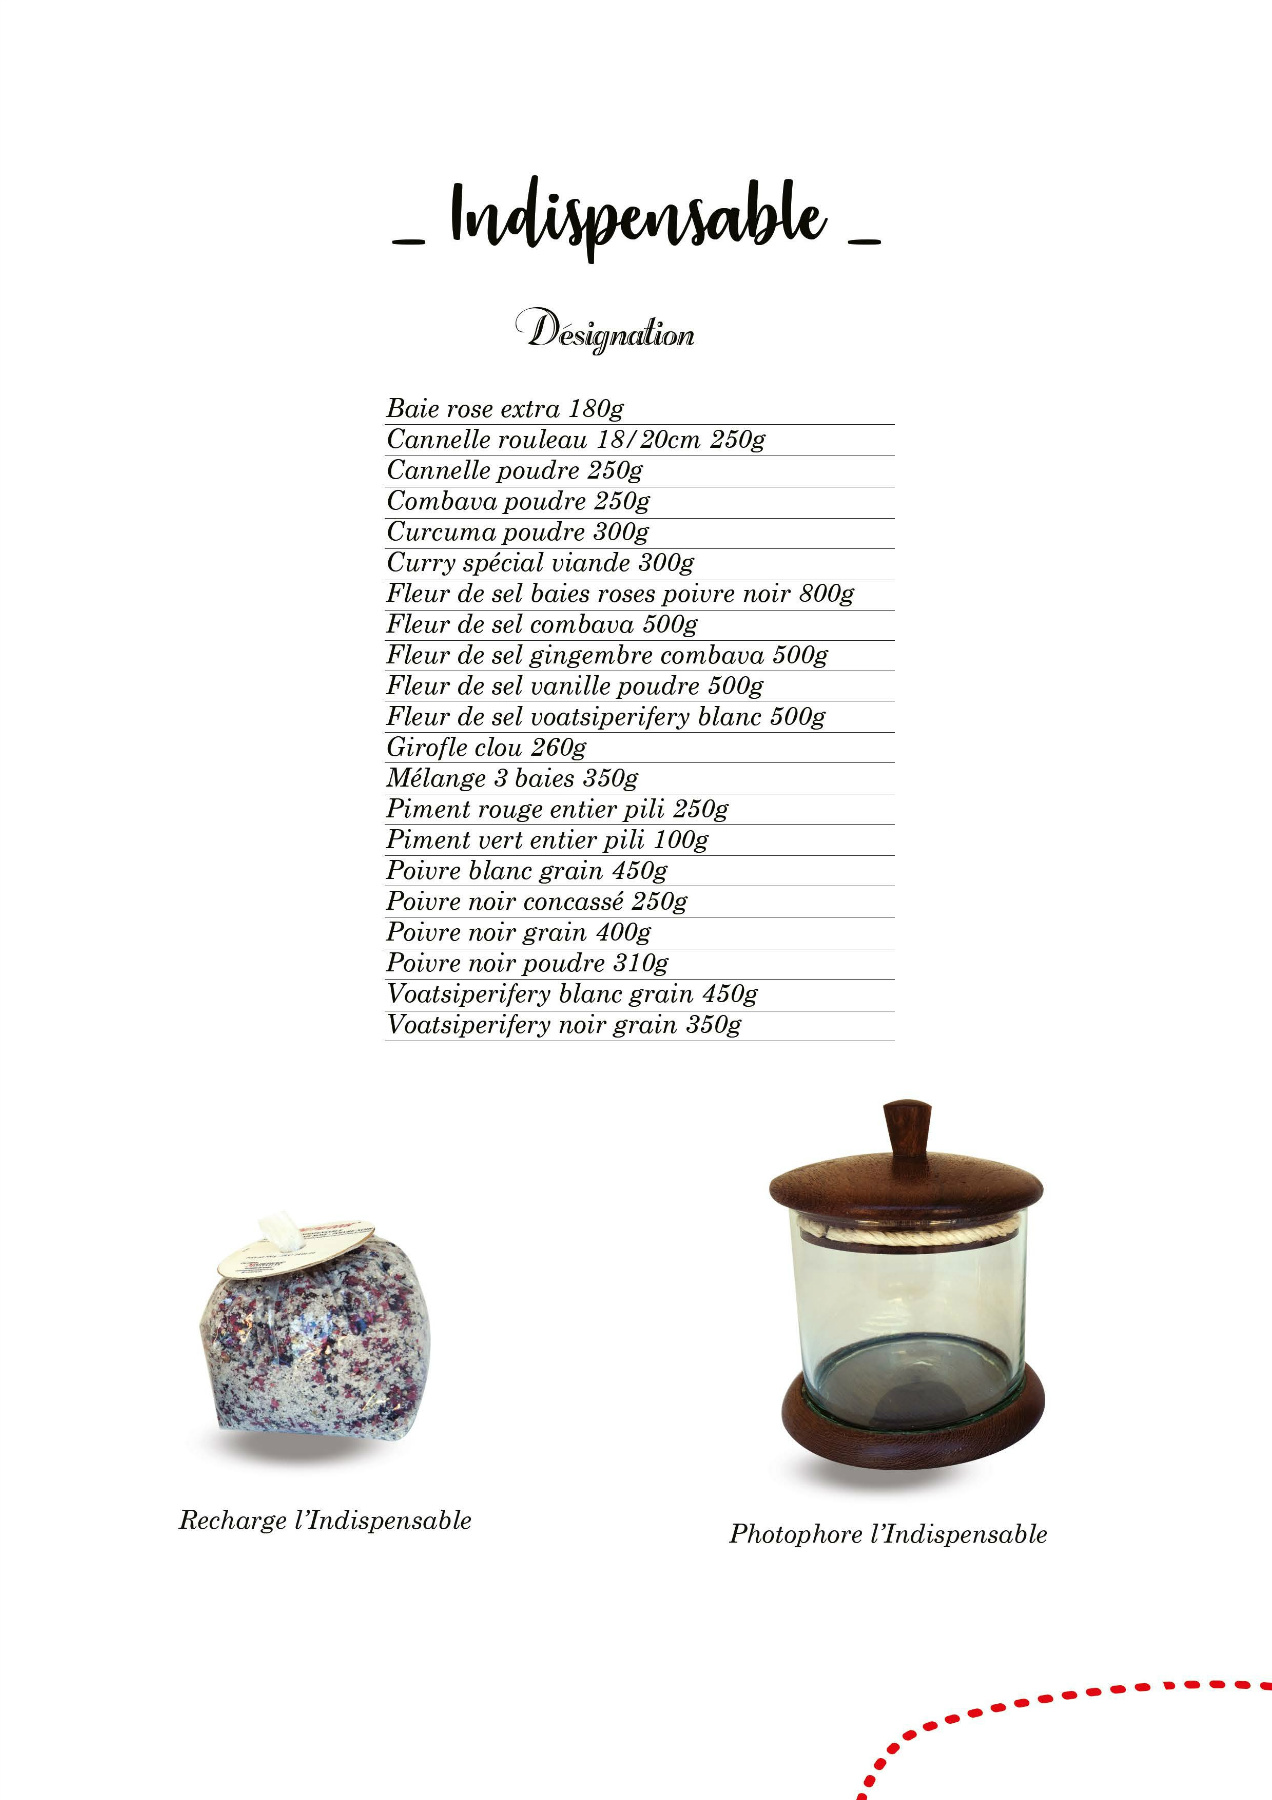 _ Indispensable _
Désignation
Baie rose extra 180g
Cannelle rouleau 18/20cm 250g
Cannelle poudre 250g
Combava poudre 250g
Curcuma poudre 300g
Curry spécial viande 300g
Fleur de sel baies roses poivre noir 800g
Fleur de sel combava 500g
Fleur de sel gingembre combava 500g
Fleur de sel vanille poudre 500g
Fleur de sel voatsiperifery blanc 500g
Girofle clou 260g
Mélange 3 baies 350g
Piment rouge entier pili 250g
Piment vert entier pili 100g
Poivre blanc grain 450g
Poivre noir concassé 250g
Poivre noir grain 400g
Poivre noir poudre 310g
Voatsiperifery blanc grain 450g
Voatsiperifery noir grain 350g
Recharge l’Indispensable
Photophore l’Indispensable